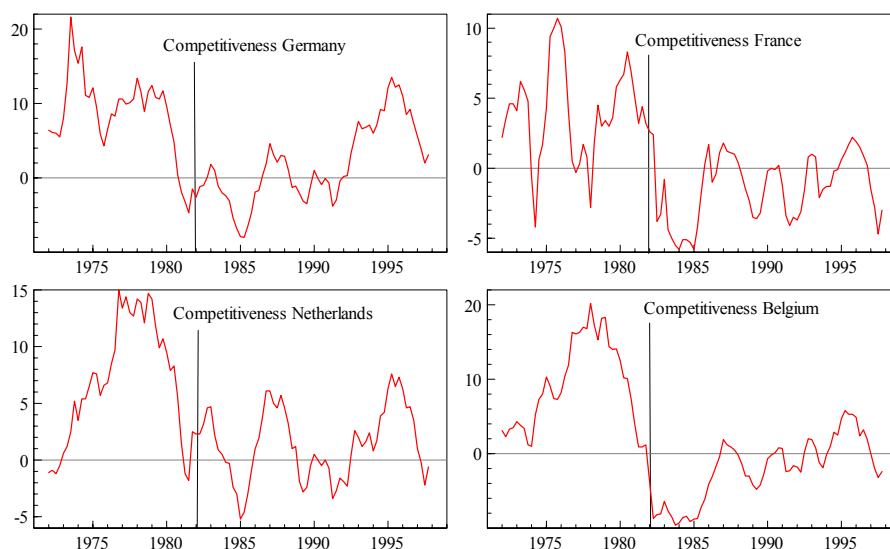 Competitiveness Germany
20
10
0
1975 1980 1985 1990 1995
Competitiveness France
10
5
0
-5
1975 1980 1985 1990 1995
Competitiveness Netherlands
15
10
5
0
-5
1975 1980 1985 1990 1995
Competitiveness Belgium
20
10
0
1975 1980 1985 1990 1995